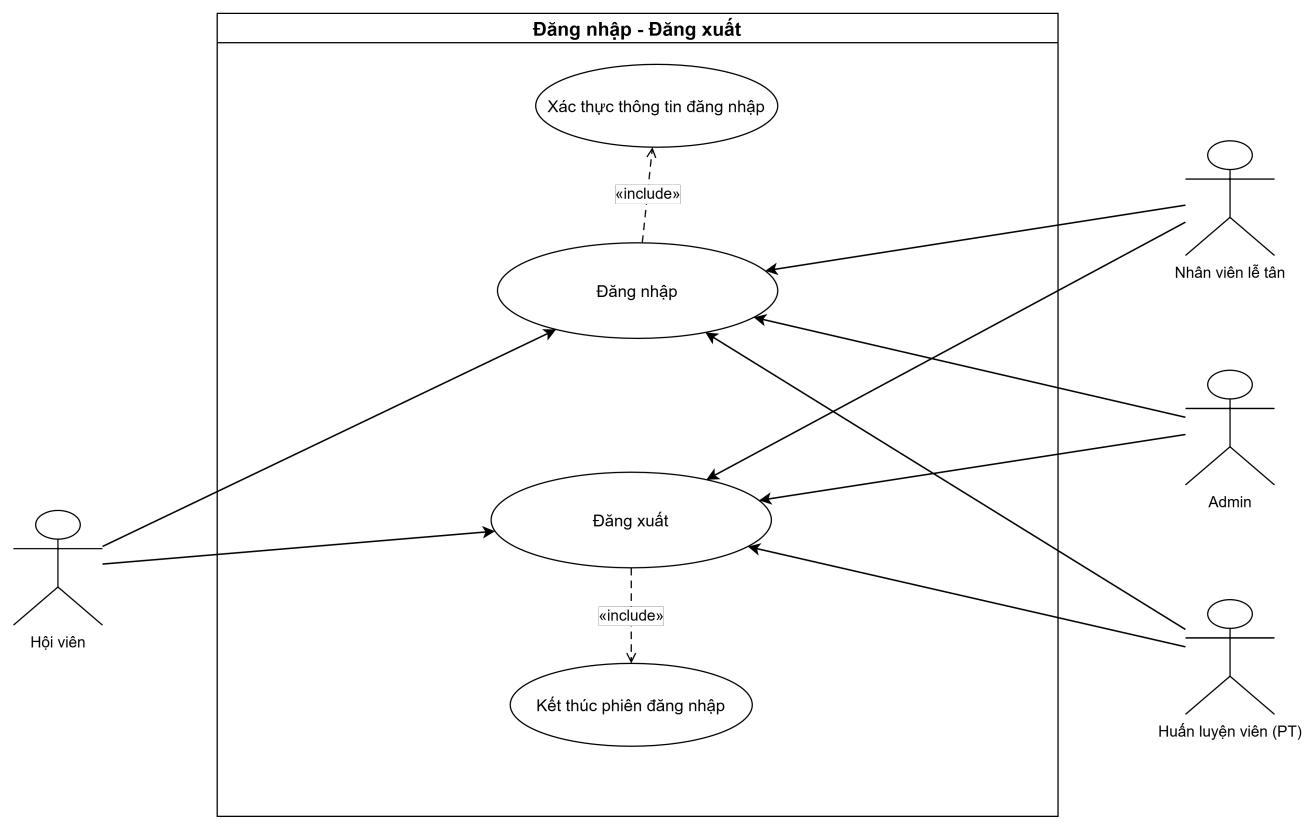 Đăng nhập - Đăng xuất
Xác thực thông tin đăng nhập
«include»
Nhân viên lễ tân
Đăng nhập
Admin
Đăng xuất
«include»
Hội viên
Kết thúc phiên đăng nhập
Huấn luyện viên (PT)